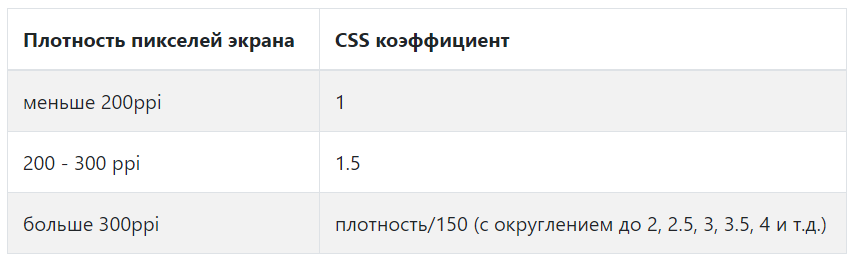 Плотность пикселей экрана CSS коэффициент
меньше 200ppi 1
200 - 300 ppi 1.5
больше 300ppi плотность/150 (с округлением до 2, 2.5, 3, 3.5, 4 и т.д.)